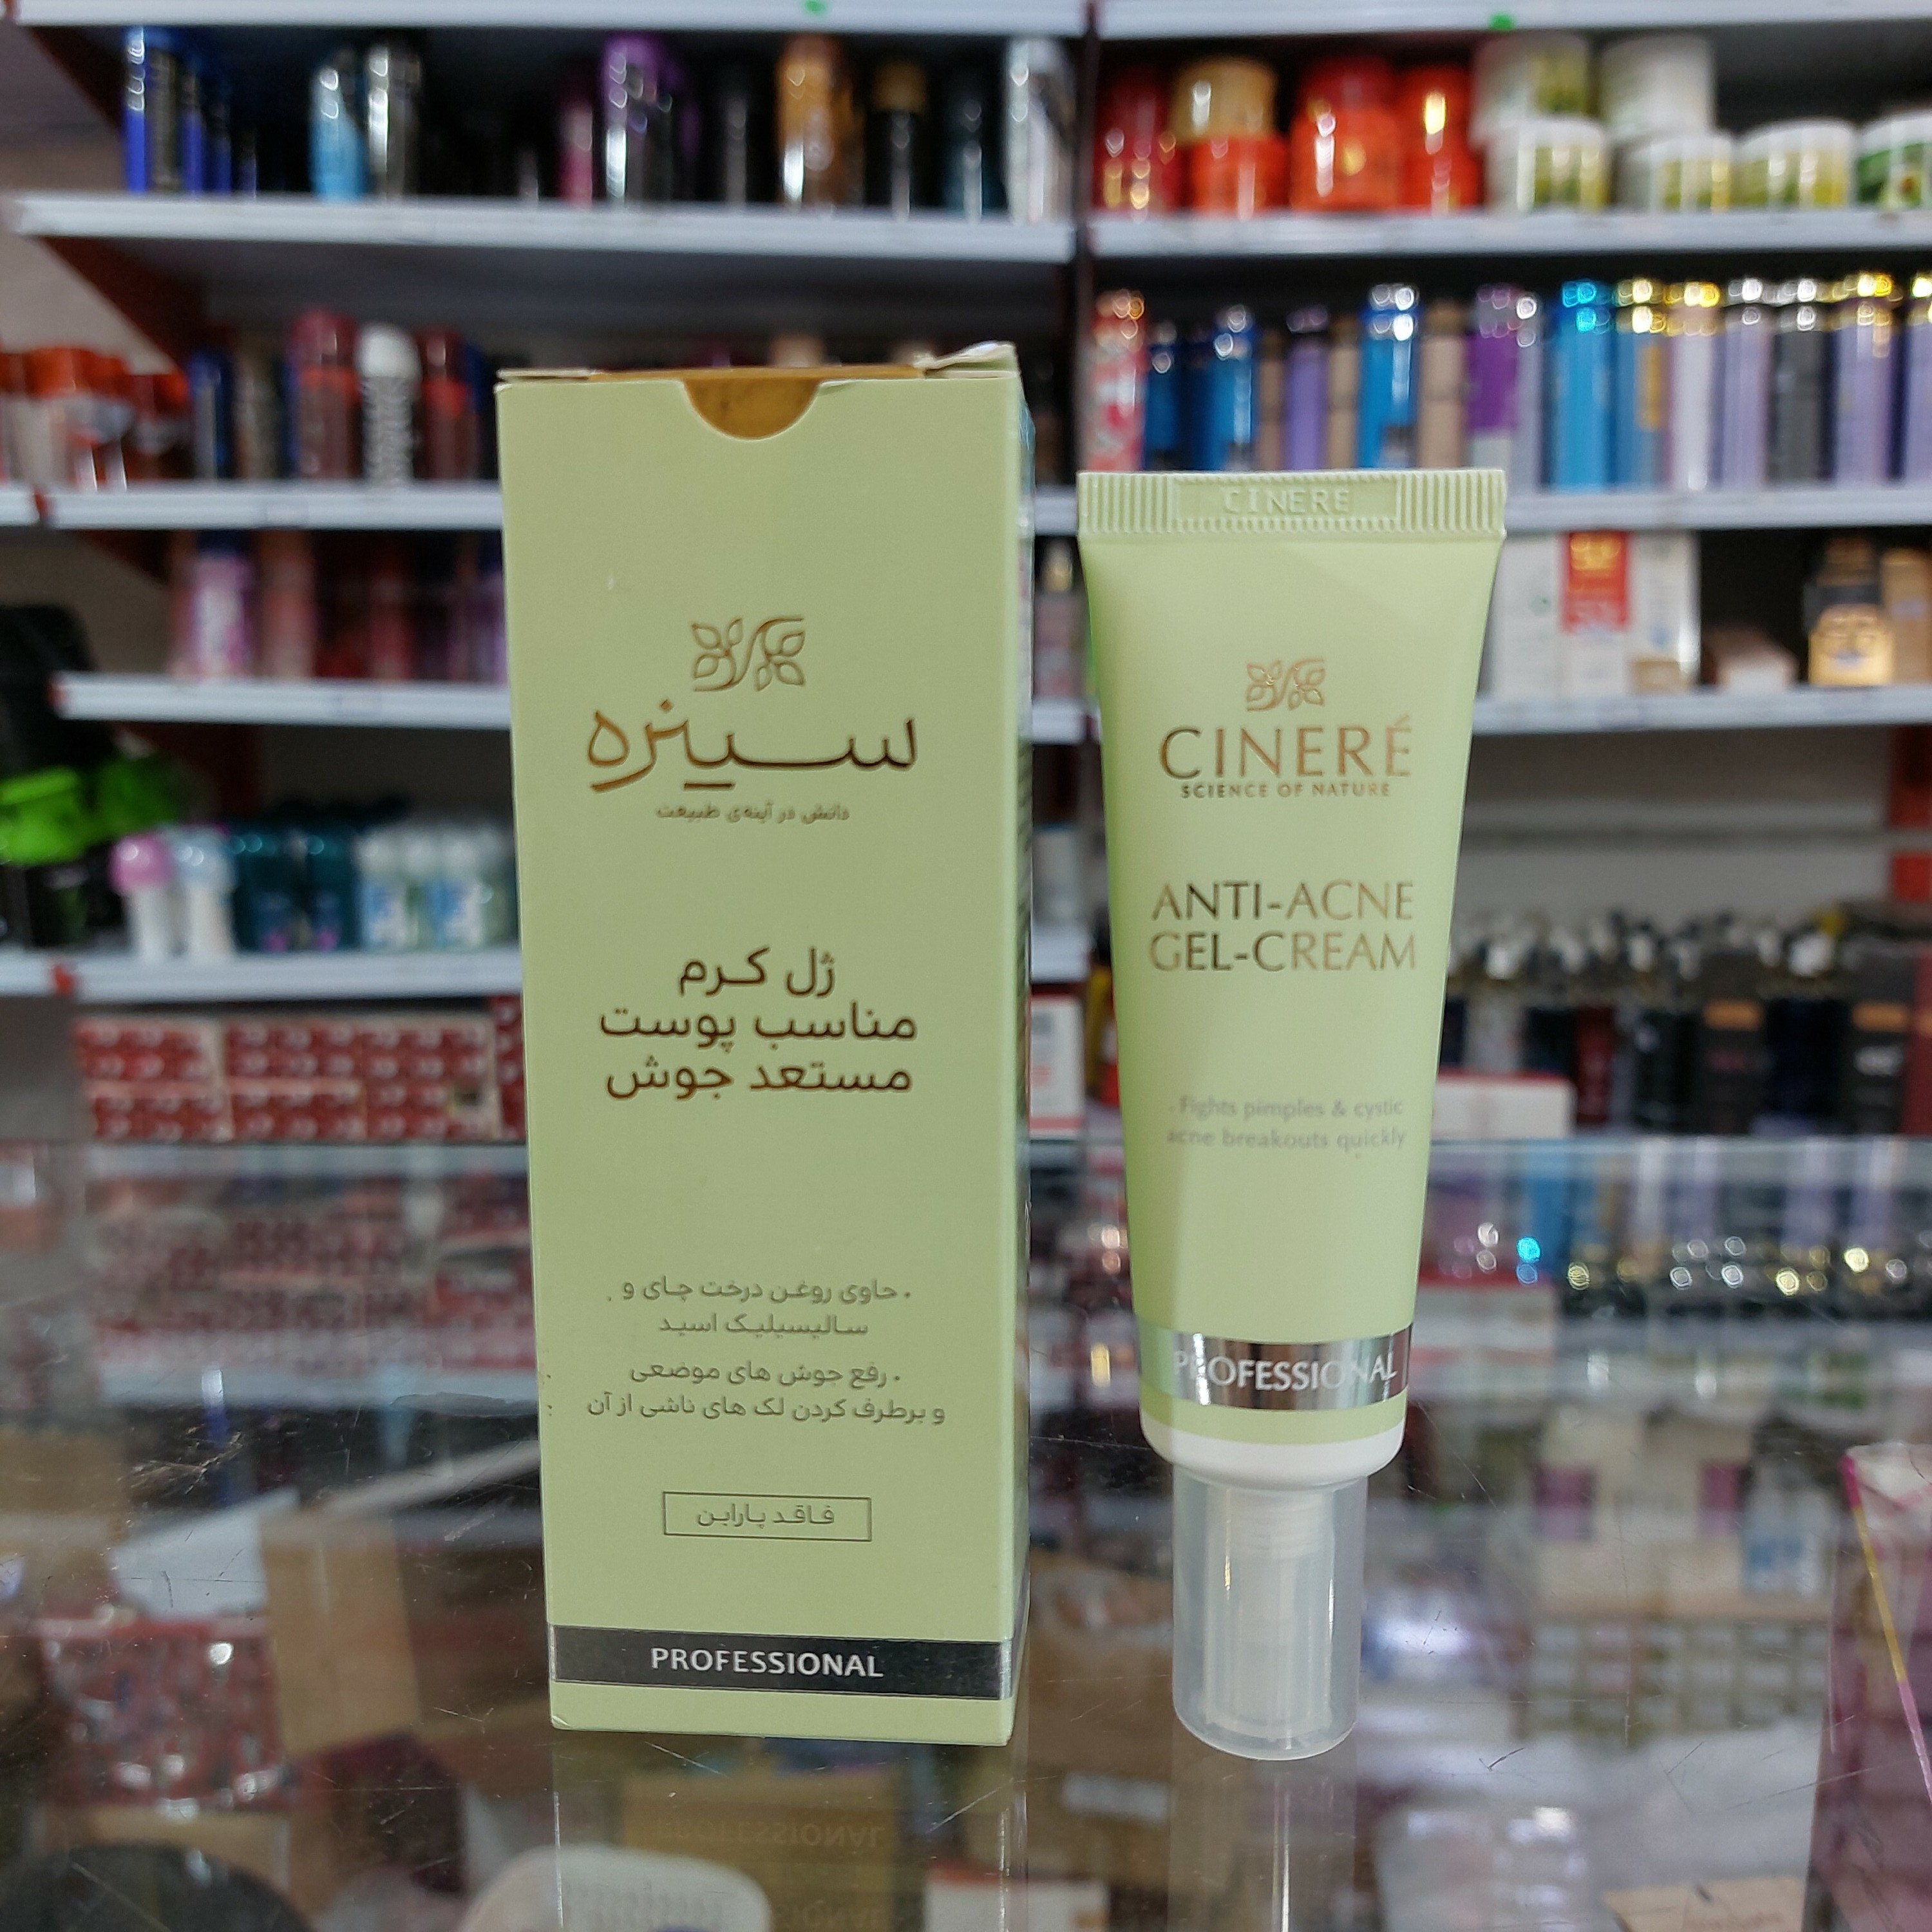 سینره
دانش در آینه‌ی طبیعت
ژل کرم
مناسب پوست
مستعد جوش
• حاوی روغن درخت چای و
سالیسیلیک اسید
• رفع جوش های موضعی
و برطرف کردن لک های ناشی از آن
فاقد پارابن
PROFESSIONAL
CINERE
CINERÉ
SCIENCE OF NATURE
ANTI-ACNE
GEL-CREAM
- Fights pimples & cystic
acne breakouts quickly
PROFESSIONAL